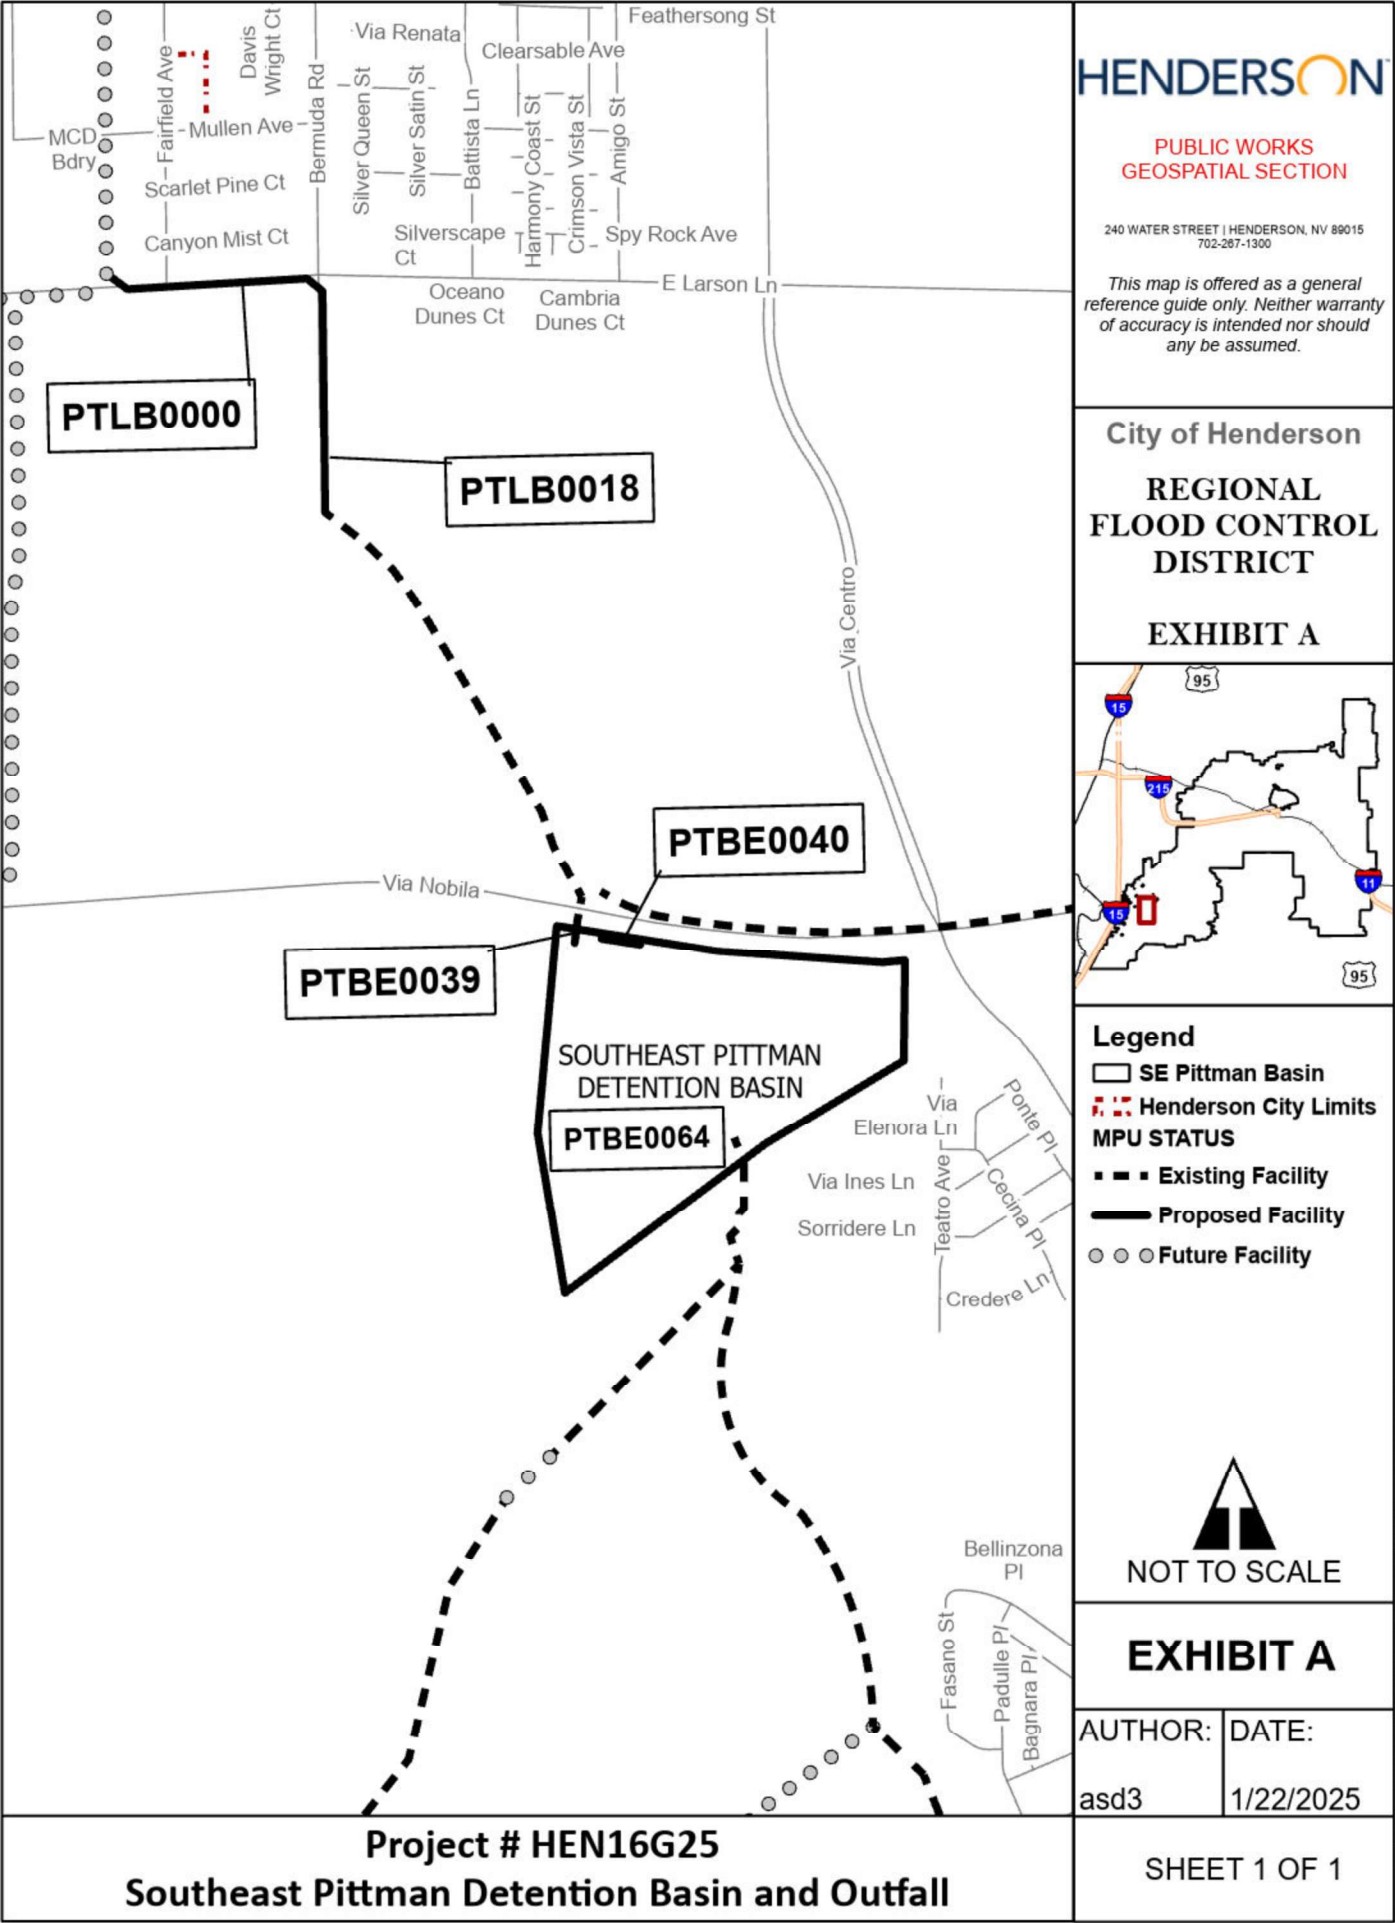 Feathersong St
Via Renata
Clearsable Ave
Davis
Wright Ct
Fairfield Ave
Bermuda Rd
Silver Queen St
Silver Satin St
Battista Ln
Harmony Coast St
Crimson Vista St
Amigo St
MCD
Bdry
Mullen Ave
Scarlet Pine Ct
Canyon Mist Ct
Silverscape
Ct
Spy Rock Ave
E Larson Ln
Oceano
Dunes Ct
Cambria
Dunes Ct
PTLB0000
PTLB0018
Via Centro
PTBE0040
Via Nobila
PTBE0039
SOUTHEAST PITTMAN
DETENTION BASIN
PTBE0064
Via
Elenora Ln
Ponte Pl
Via Ines Ln
Teatro Ave
Cecina Pl
Sorridere Ln
Credere Ln
Bellinzona
Pl
Fasano St
Padulle Pl
Bagnara Pl
Project # HEN16G25
Southeast Pittman Detention Basin and Outfall
HENDERSON
PUBLIC WORKS
GEOSPATIAL SECTION
240 WATER STREET | HENDERSON, NV 89015
702-267-1300
This map is offered as a general
reference guide only. Neither warranty
of accuracy is intended nor should
any be assumed.
City of Henderson
REGIONAL
FLOOD CONTROL
DISTRICT
EXHIBIT A
95
15
215
11
15
95
Legend
SE Pittman Basin
Henderson City Limits
MPU STATUS
Existing Facility
Proposed Facility
Future Facility
NOT TO SCALE
EXHIBIT A
AUTHOR:
asd3
DATE:
1/22/2025
SHEET 1 OF 1